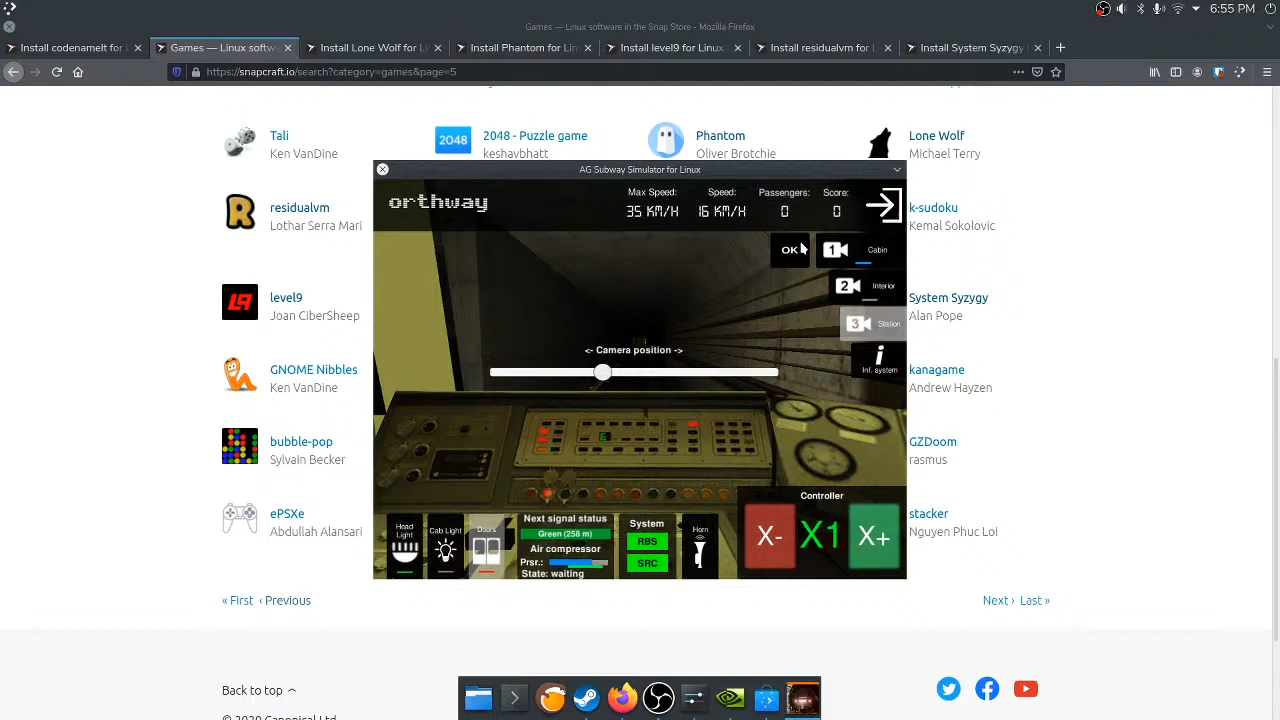 6:55 PM
Games — Linux software in the Snap Store - Mozilla Firefox
Install codenamelt for
Games — Linux softw
Install Lone Wolf for Li
Install Phantom for Lin
Install level9 for Linux
Install residualvm for L
Install System Syzygy
https://snapcraft.io/search?category=games&page=5
Tali
Ken VanDine
2048
2048 - Puzzle game
keshavbhatt
Phantom
Oliver Brotchie
Lone Wolf
Michael Terry
AG Subway Simulator for Linux
orthway
Max Speed:
35 KM/H
Speed:
16 KM/H
Passengers:
0
Score:
0
R
residualvm
Lothar Serra Mari
k-sudoku
Kemal Sokolovic
OK
1 Cabin
2 Interior
3 Station
i
Inf. system
L9
level9
Joan CiberSheep
System Syzygy
Alan Pope
<- Camera position ->
GNOME Nibbles
Ken VanDine
kanagame
Andrew Hayzen
bubble-pop
Sylvain Becker
GZDoom
rasmus
16
ePSXe
Abdullah Alansari
stacker
Nguyen Phuc Loi
Controller
X-
X1
X+
Head
Light
Cab Light
Doors
Next signal status
Green (258 m)
Air compressor
Prsr.:
State: waiting
System
RBS
SRC
Horn
« First ‹ Previous
Next › Last »
Back to top
© 2020 Canonical Ltd.